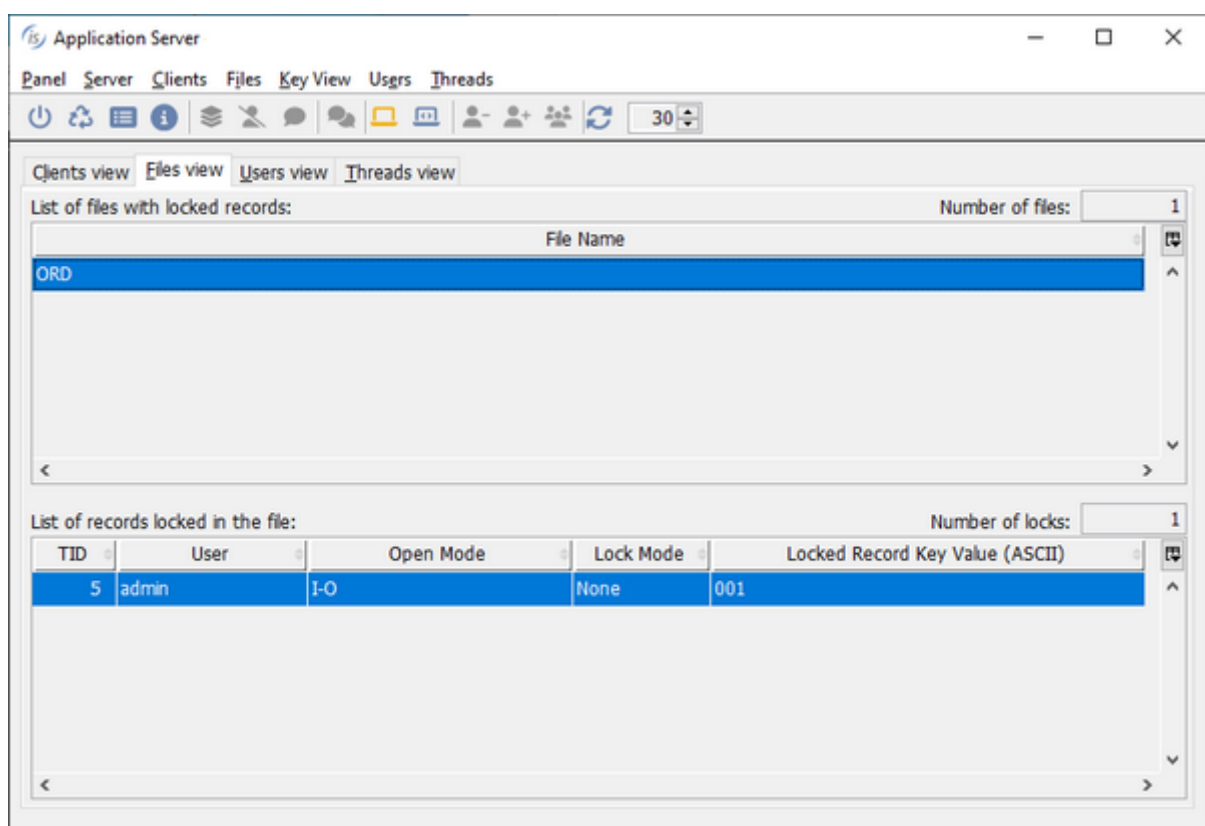 is Application Server
Panel Server Clients Files Key View Users Threads
30
Clients view Files view Users view Threads view
List of files with locked records: Number of files: 1
File Name
ORD
List of records locked in the file: Number of locks: 1
TID User Open Mode Lock Mode Locked Record Key Value (ASCII)
5 admin I-O None 001